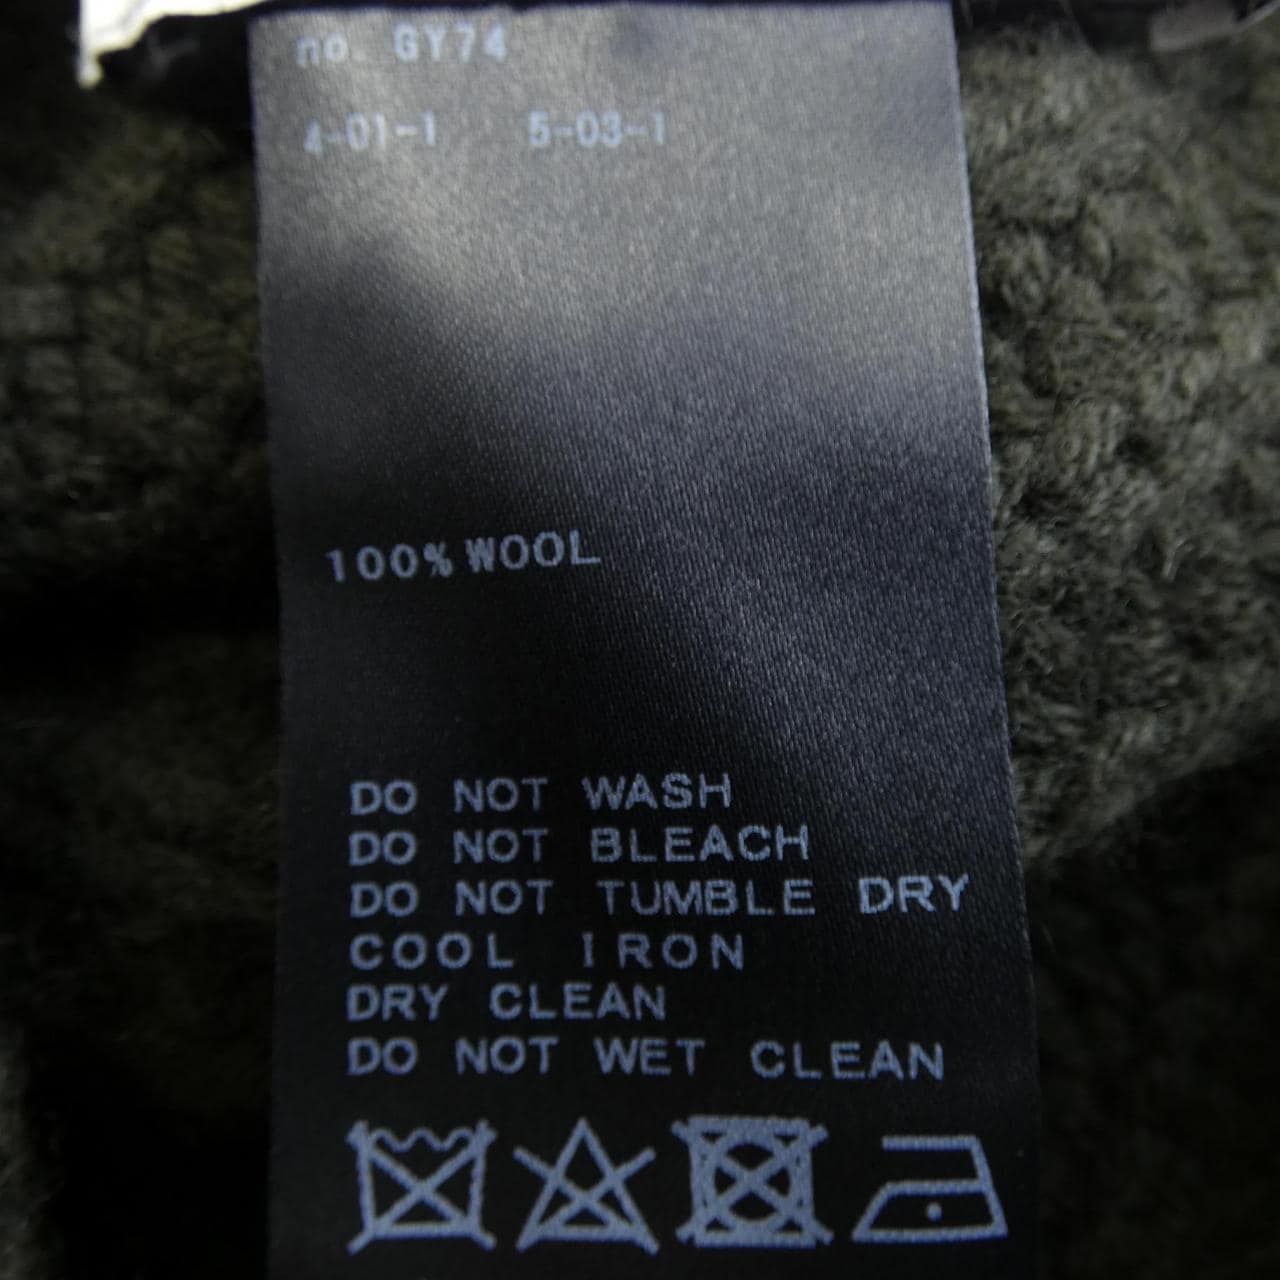 no. GY74
4-01-1 5-03-1
100% WOOL
DO NOT WASH
DO NOT BLEACH
DO NOT TUMBLE DRY
COOL IRON
DRY CLEAN
DO NOT WET CLEAN